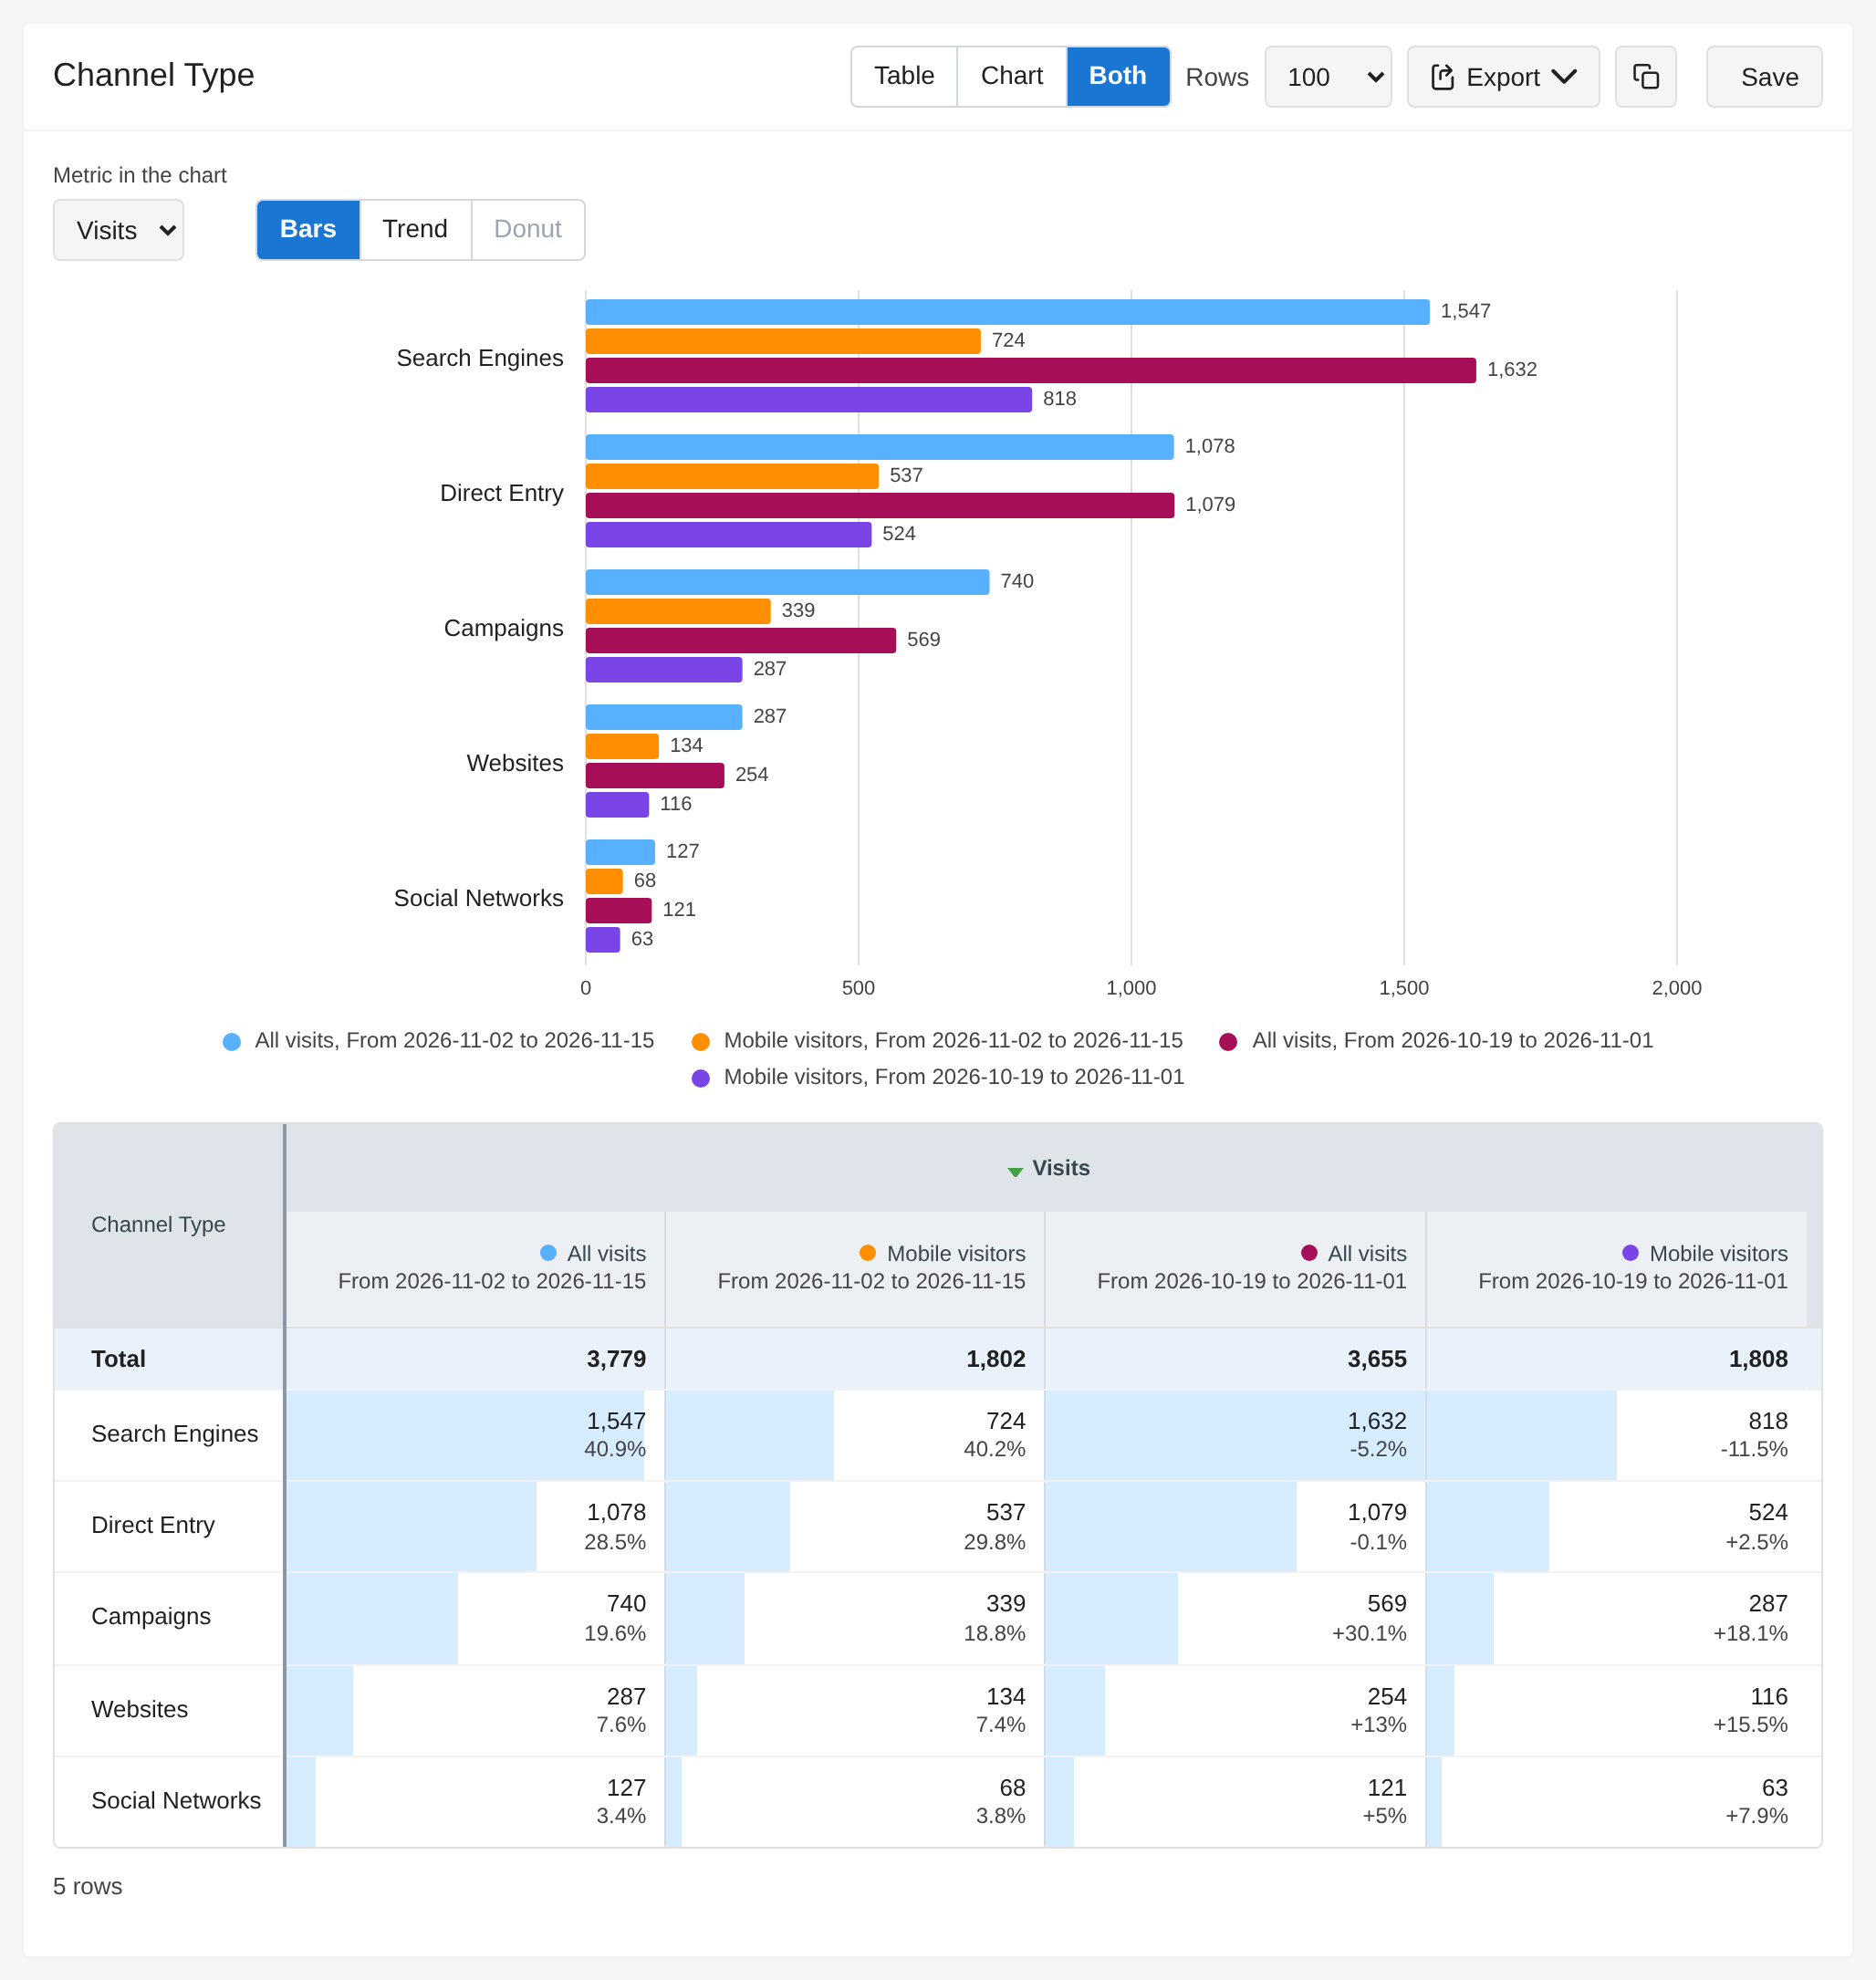 Channel Type
Table Chart Both Rows 100 Export Save
Metric in the chart
Visits Bars Trend Donut
1,547
724
Search Engines
1,632
818
1,078
537
Direct Entry
1,079
524
740
339
Campaigns
569
287
287
134
Websites
254
116
127
68
Social Networks
121
63
0 500 1,000 1,500 2,000
All visits, From 2026-11-02 to 2026-11-15 Mobile visitors, From 2026-11-02 to 2026-11-15 All visits, From 2026-10-19 to 2026-11-01
Mobile visitors, From 2026-10-19 to 2026-11-01
Visits
Channel Type
All visits Mobile visitors All visits Mobile visitors
From 2026-11-02 to 2026-11-15 From 2026-11-02 to 2026-11-15 From 2026-10-19 to 2026-11-01 From 2026-10-19 to 2026-11-01
Total 3,779 1,802 3,655 1,808
Search Engines 1,547 724 1,632 818
40.9% 40.2% -5.2% -11.5%
Direct Entry 1,078 537 1,079 524
28.5% 29.8% -0.1% +2.5%
Campaigns 740 339 569 287
19.6% 18.8% +30.1% +18.1%
Websites 287 134 254 116
7.6% 7.4% +13% +15.5%
Social Networks 127 68 121 63
3.4% 3.8% +5% +7.9%
5 rows